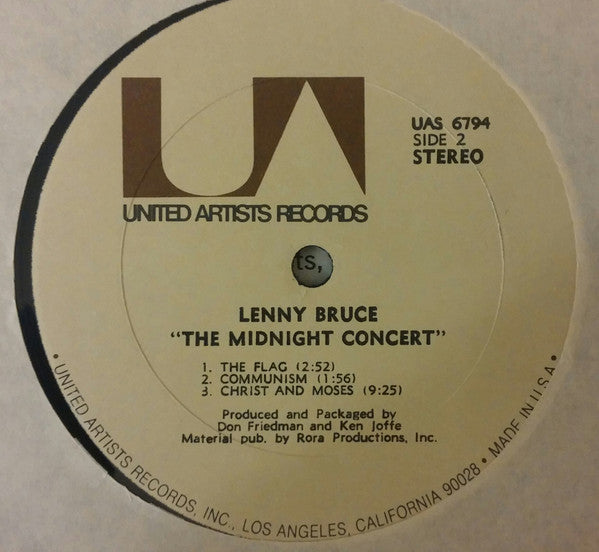 UA
UNITED ARTISTS RECORDS
UAS 6794
SIDE 2
STEREO
ts,
LENNY BRUCE
"THE MIDNIGHT CONCERT"
1. THE FLAG (2:52)
2. COMMUNISM (1:56)
3. CHRIST AND MOSES (9:25)
Produced and Packaged by
Don Friedman and Ken Joffe
Material pub. by Rora Productions, Inc.
• UNITED ARTISTS RECORDS, INC., LOS ANGELES, CALIFORNIA 90028 • MADE IN U.S.A •